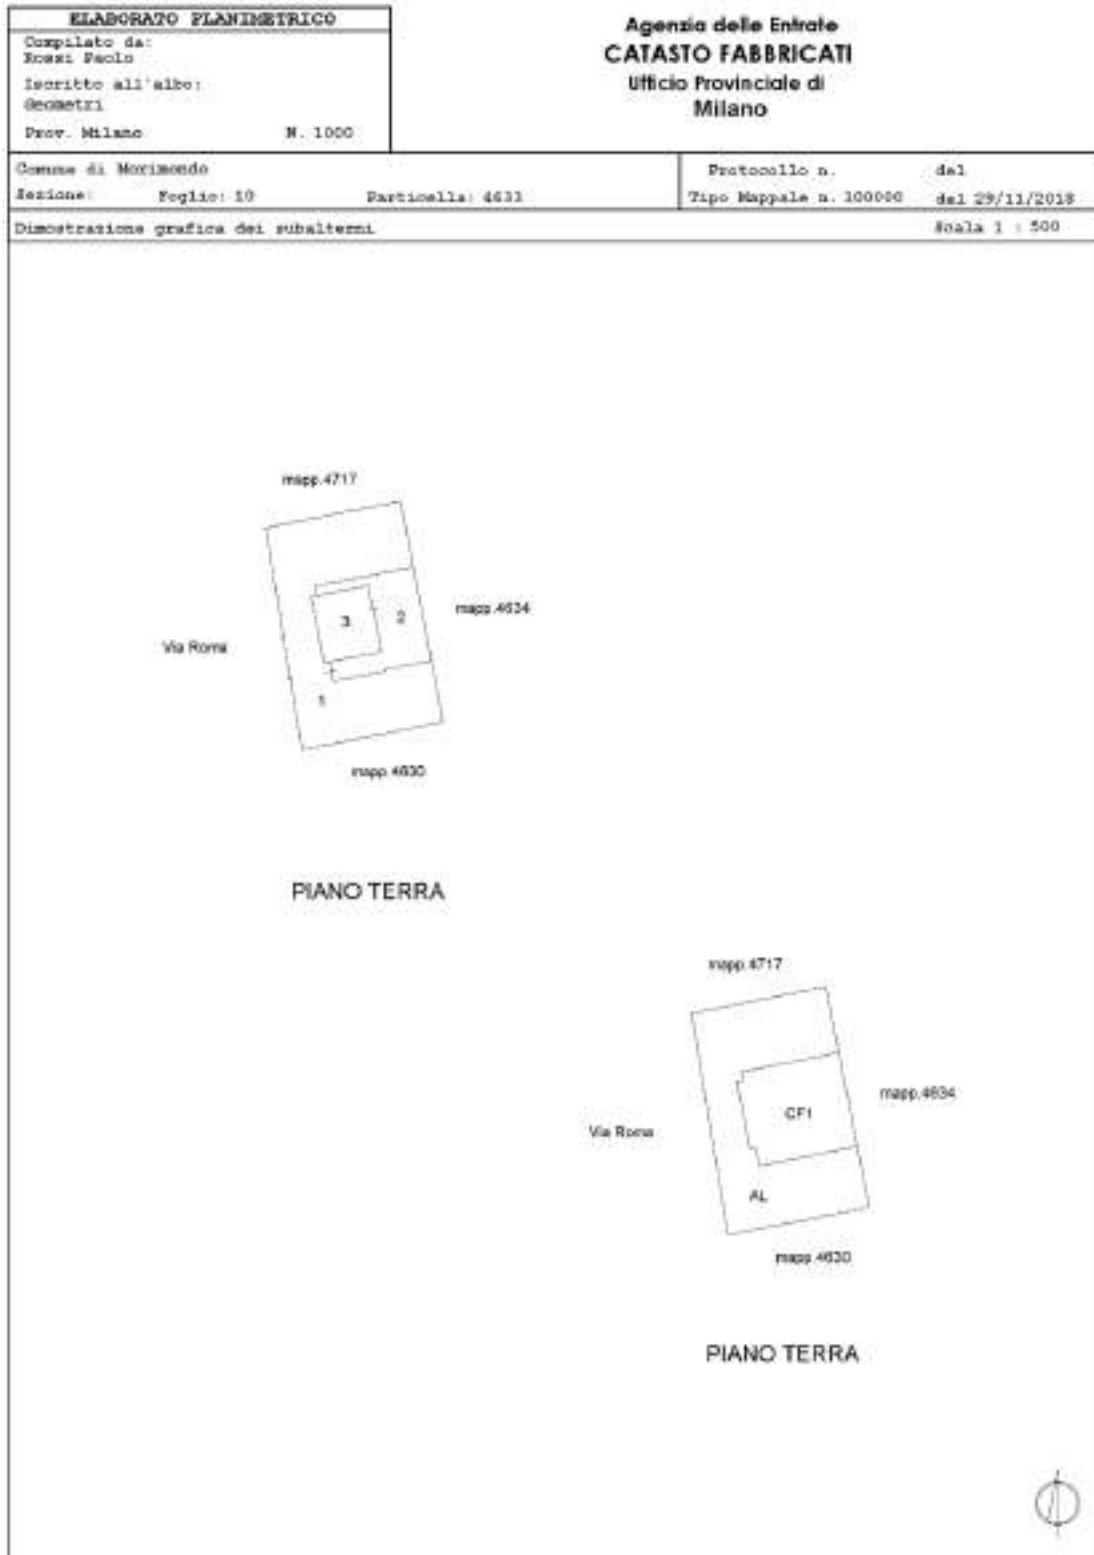 ELABORATO PLANIMETRICO
Compilato da:
Rossi Paolo
Iscritto all'albo:
Geometri
Prov. Milano N. 1000
Agenzia delle Entrate
CATASTO FABBRICATI
Ufficio Provinciale di
Milano
Comune di Morimondo
Sezione: Foglio: 10 Particella: 4633
Protocollo n. del
Tipo Mappale n. 100000 del 29/11/2018
Dimostrazione grafica dei subalterni Scala 1 : 500
mapp.4717
3
2
mapp.4634
Via Roma
1
mapp.4630
PIANO TERRA
mapp.4717
mapp.4634
CF1
Via Roma
AL
mapp.4630
PIANO TERRA